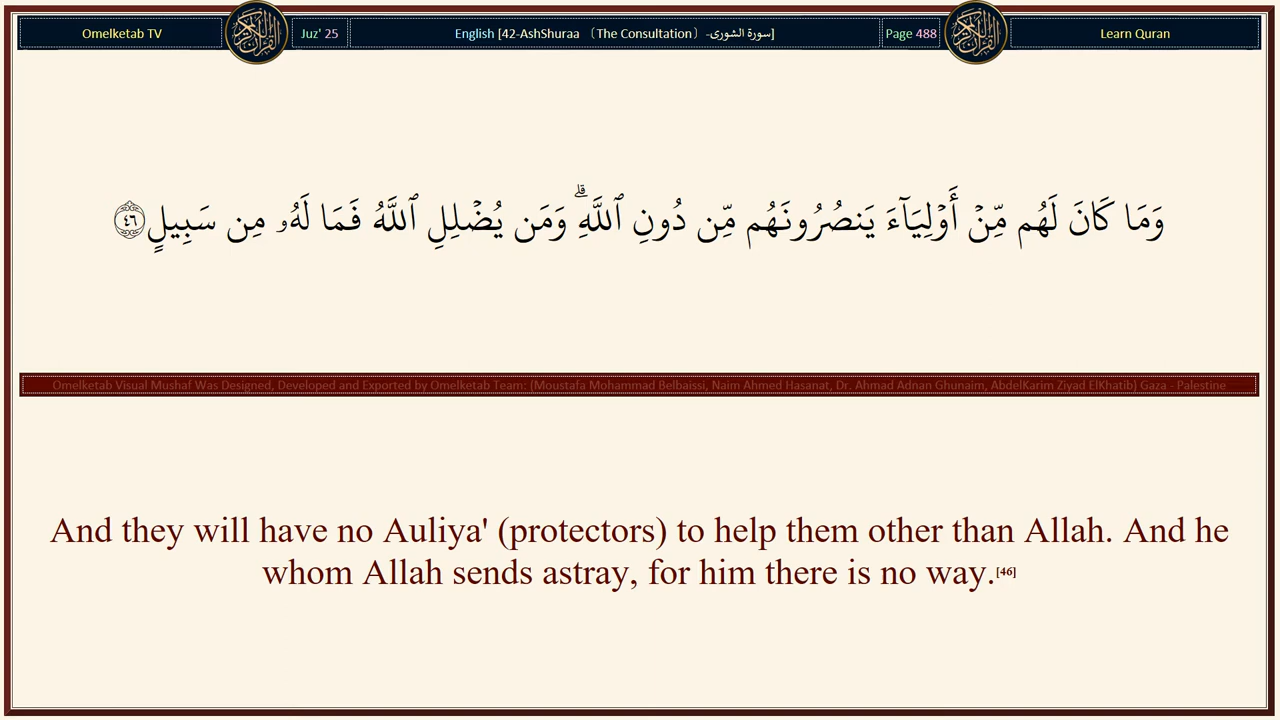 Omelketab TV
Juz' 25
English [42-AshShuraa 〔The Consultation〕-سورة الشورى]
Page 488
Learn Quran
وَمَا كَانَ لَهُم مِّنۡ أَوۡلِيَآءَ يَنصُرُونَهُم مِّن دُونِ ٱللَّهِۗ وَمَن يُضۡلِلِ ٱللَّهُ فَمَا لَهُۥ مِن سَبِيلٍ ٤٦
Omelketab Visual Mushaf Was Designed, Developed and Exported by Omelketab Team: (Moustafa Mohammad Belbaissi, Naim Ahmed Hasanat, Dr. Ahmad Adnan Ghunaim, AbdelKarim Ziyad ElKhatib) Gaza - Palestine
And they will have no Auliya' (protectors) to help them other than Allah. And he
whom Allah sends astray, for him there is no way.[46]